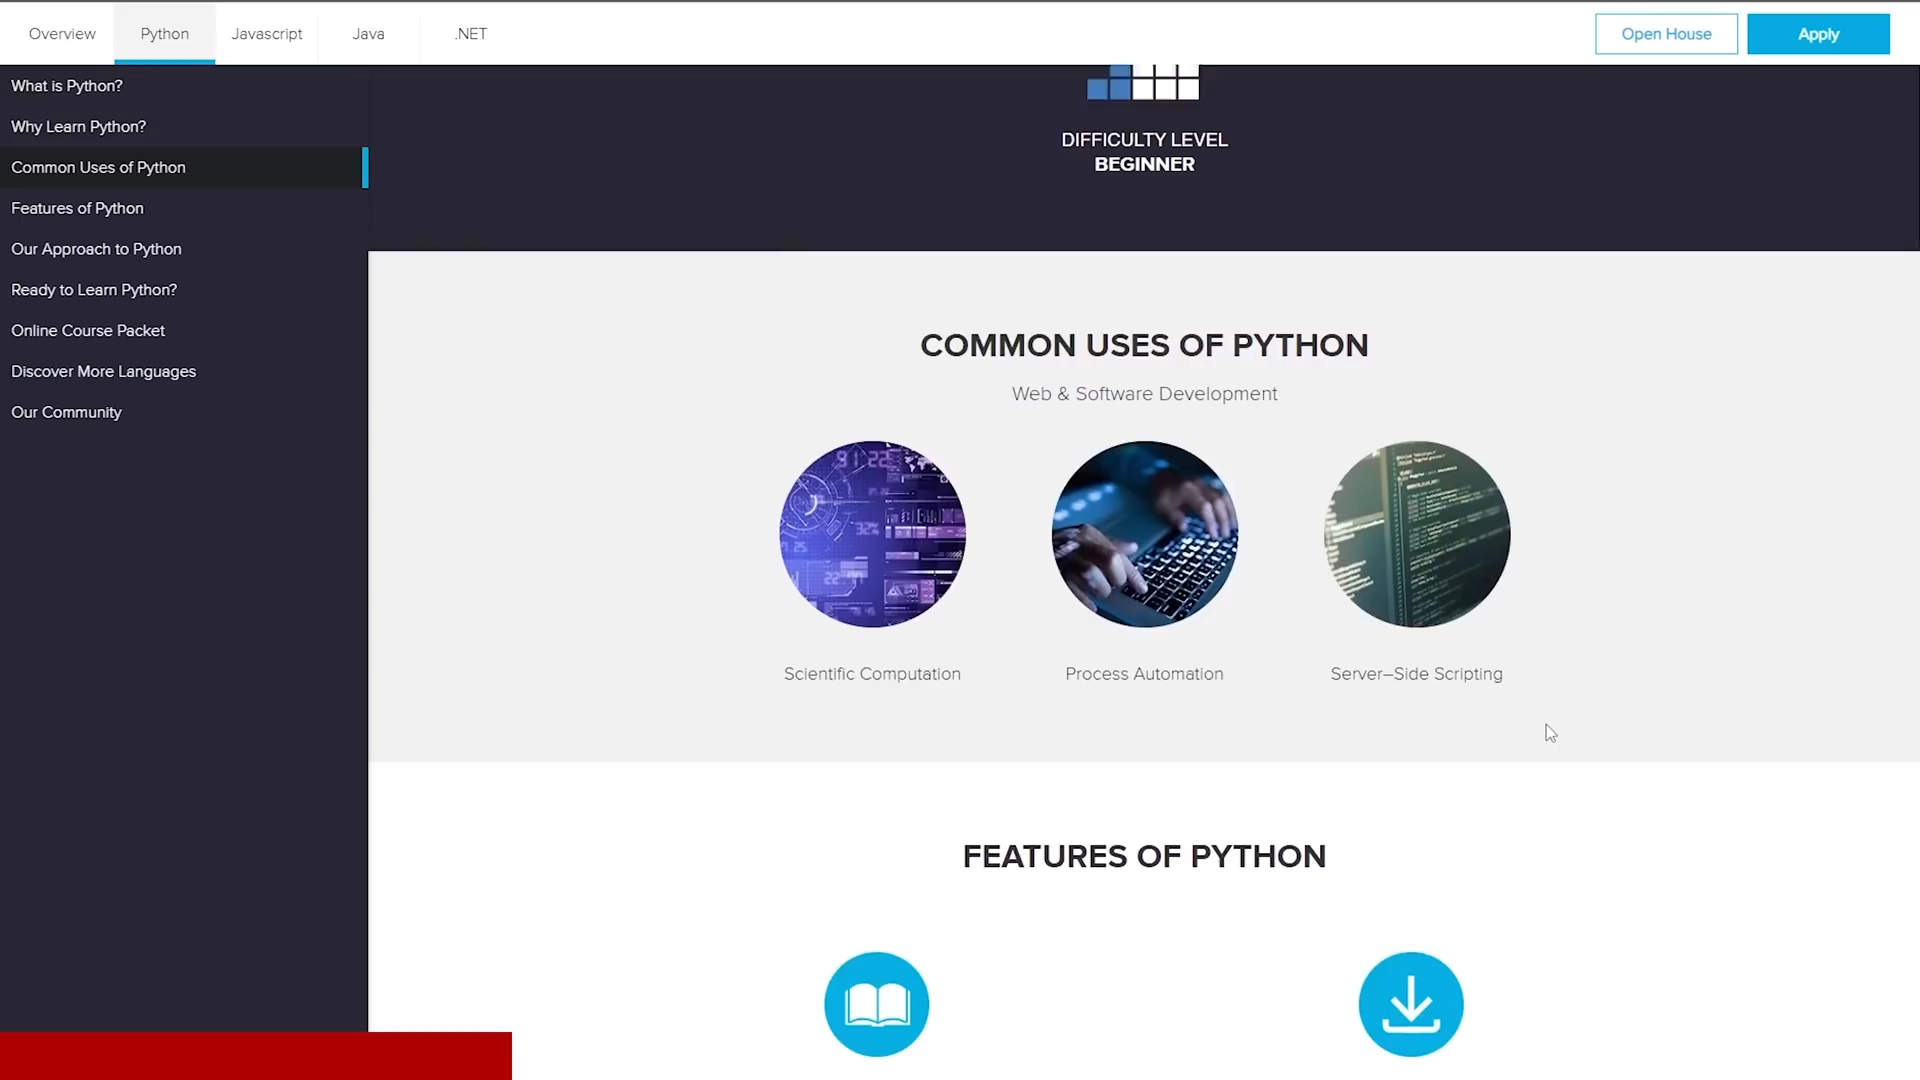 Overview
Python
Javascript
Java
.NET
Open House
Apply
What is Python?
Why Learn Python?
Common Uses of Python
Features of Python
Our Approach to Python
Ready to Learn Python?
Online Course Packet
Discover More Languages
Our Community
DIFFICULTY LEVEL
BEGINNER
COMMON USES OF PYTHON
Web & Software Development
91 22
32%
Scientific Computation
Process Automation
Server–Side Scripting
FEATURES OF PYTHON